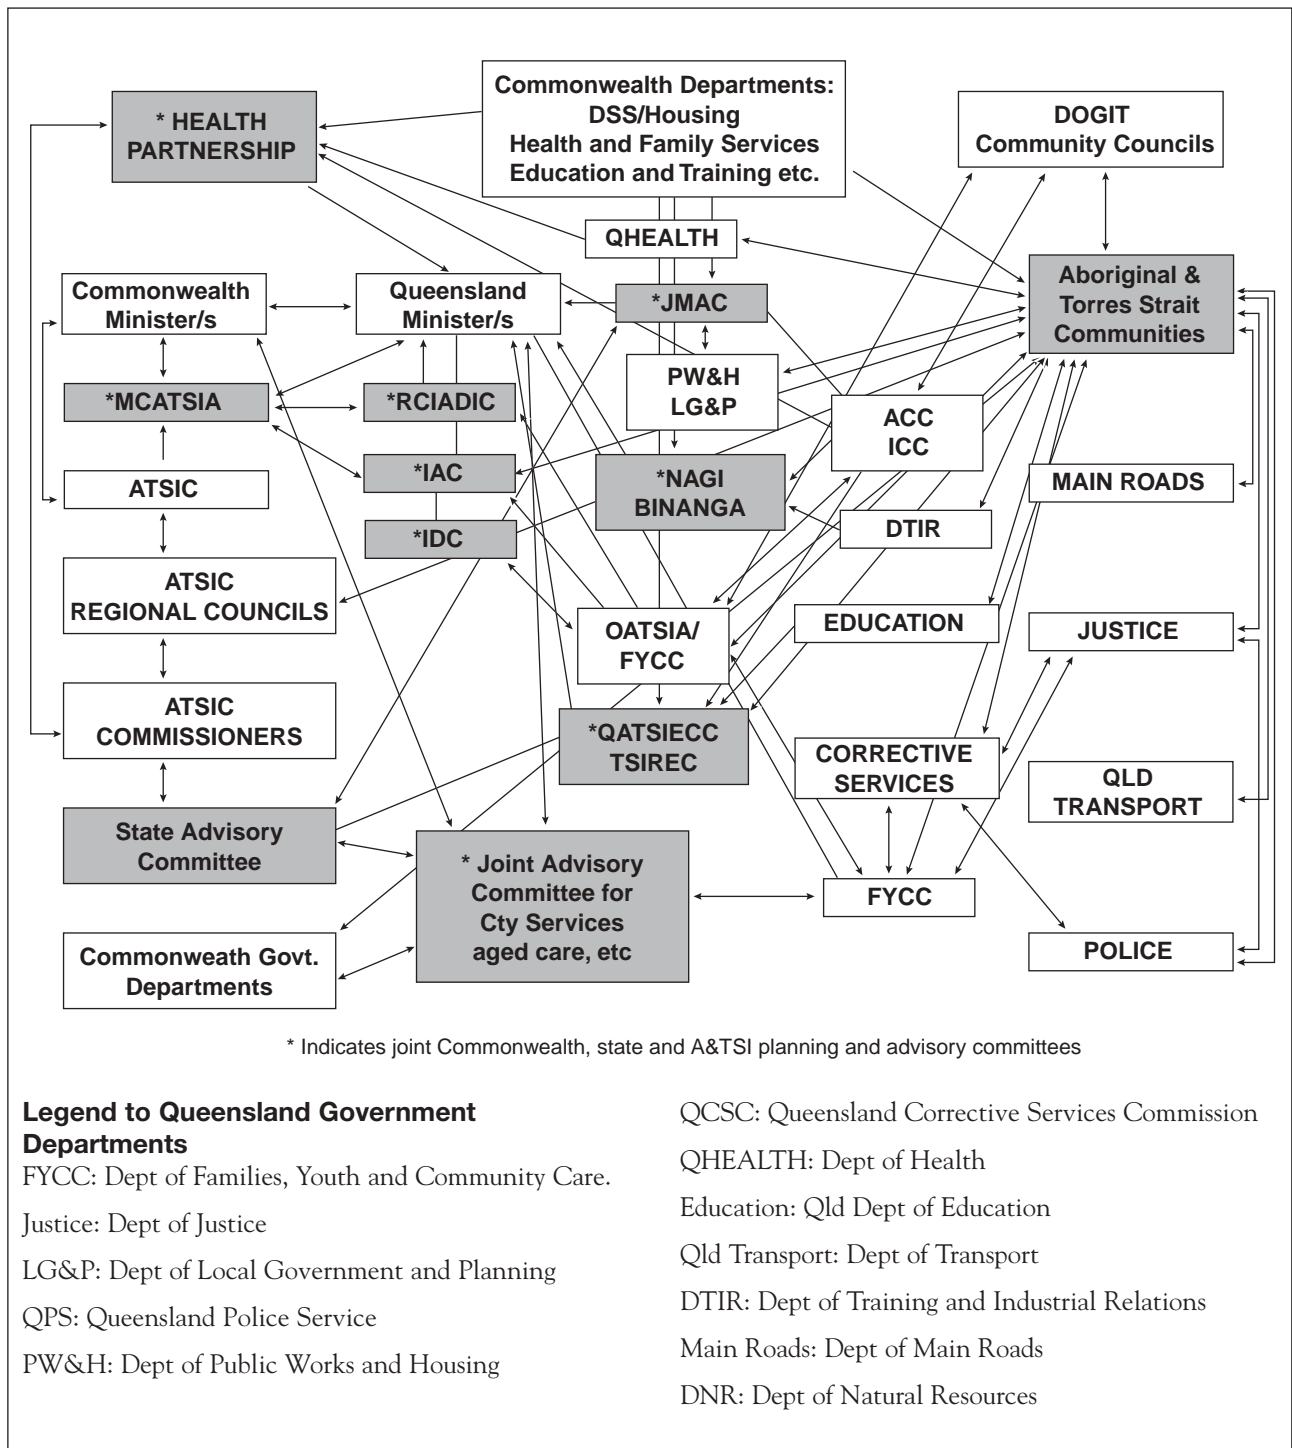 Commonwealth Departments:
DSS/Housing
Health and Family Services
Education and Training etc.
* HEALTH
PARTNERSHIP
DOGIT
Community Councils
QHEALTH
Commonwealth
Minister/s
Queensland
Minister/s
*JMAC
Aboriginal &
Torres Strait
Communities
*MCATSIA
*RCIADIC
PW&H
LG&P
ACC
ICC
ATSIC
*IAC
*NAGI
BINANGA
MAIN ROADS
*IDC
DTIR
ATSIC
REGIONAL COUNCILS
OATSIA/
FYCC
EDUCATION
JUSTICE
ATSIC
COMMISSIONERS
*QATSIECC
TSIREC
CORRECTIVE
SERVICES
QLD
TRANSPORT
State Advisory
Committee
* Joint Advisory
Committee for
Cty Services
aged care, etc
FYCC
Commonweath Govt.
Departments
POLICE
* Indicates joint Commonwealth, state and A&TSI planning and advisory committees
Legend to Queensland Government
Departments
FYCC: Dept of Families, Youth and Community Care.
Justice: Dept of Justice
LG&P: Dept of Local Government and Planning
QPS: Queensland Police Service
PW&H: Dept of Public Works and Housing
QCSC: Queensland Corrective Services Commission
QHEALTH: Dept of Health
Education: Qld Dept of Education
Qld Transport: Dept of Transport
DTIR: Dept of Training and Industrial Relations
Main Roads: Dept of Main Roads
DNR: Dept of Natural Resources